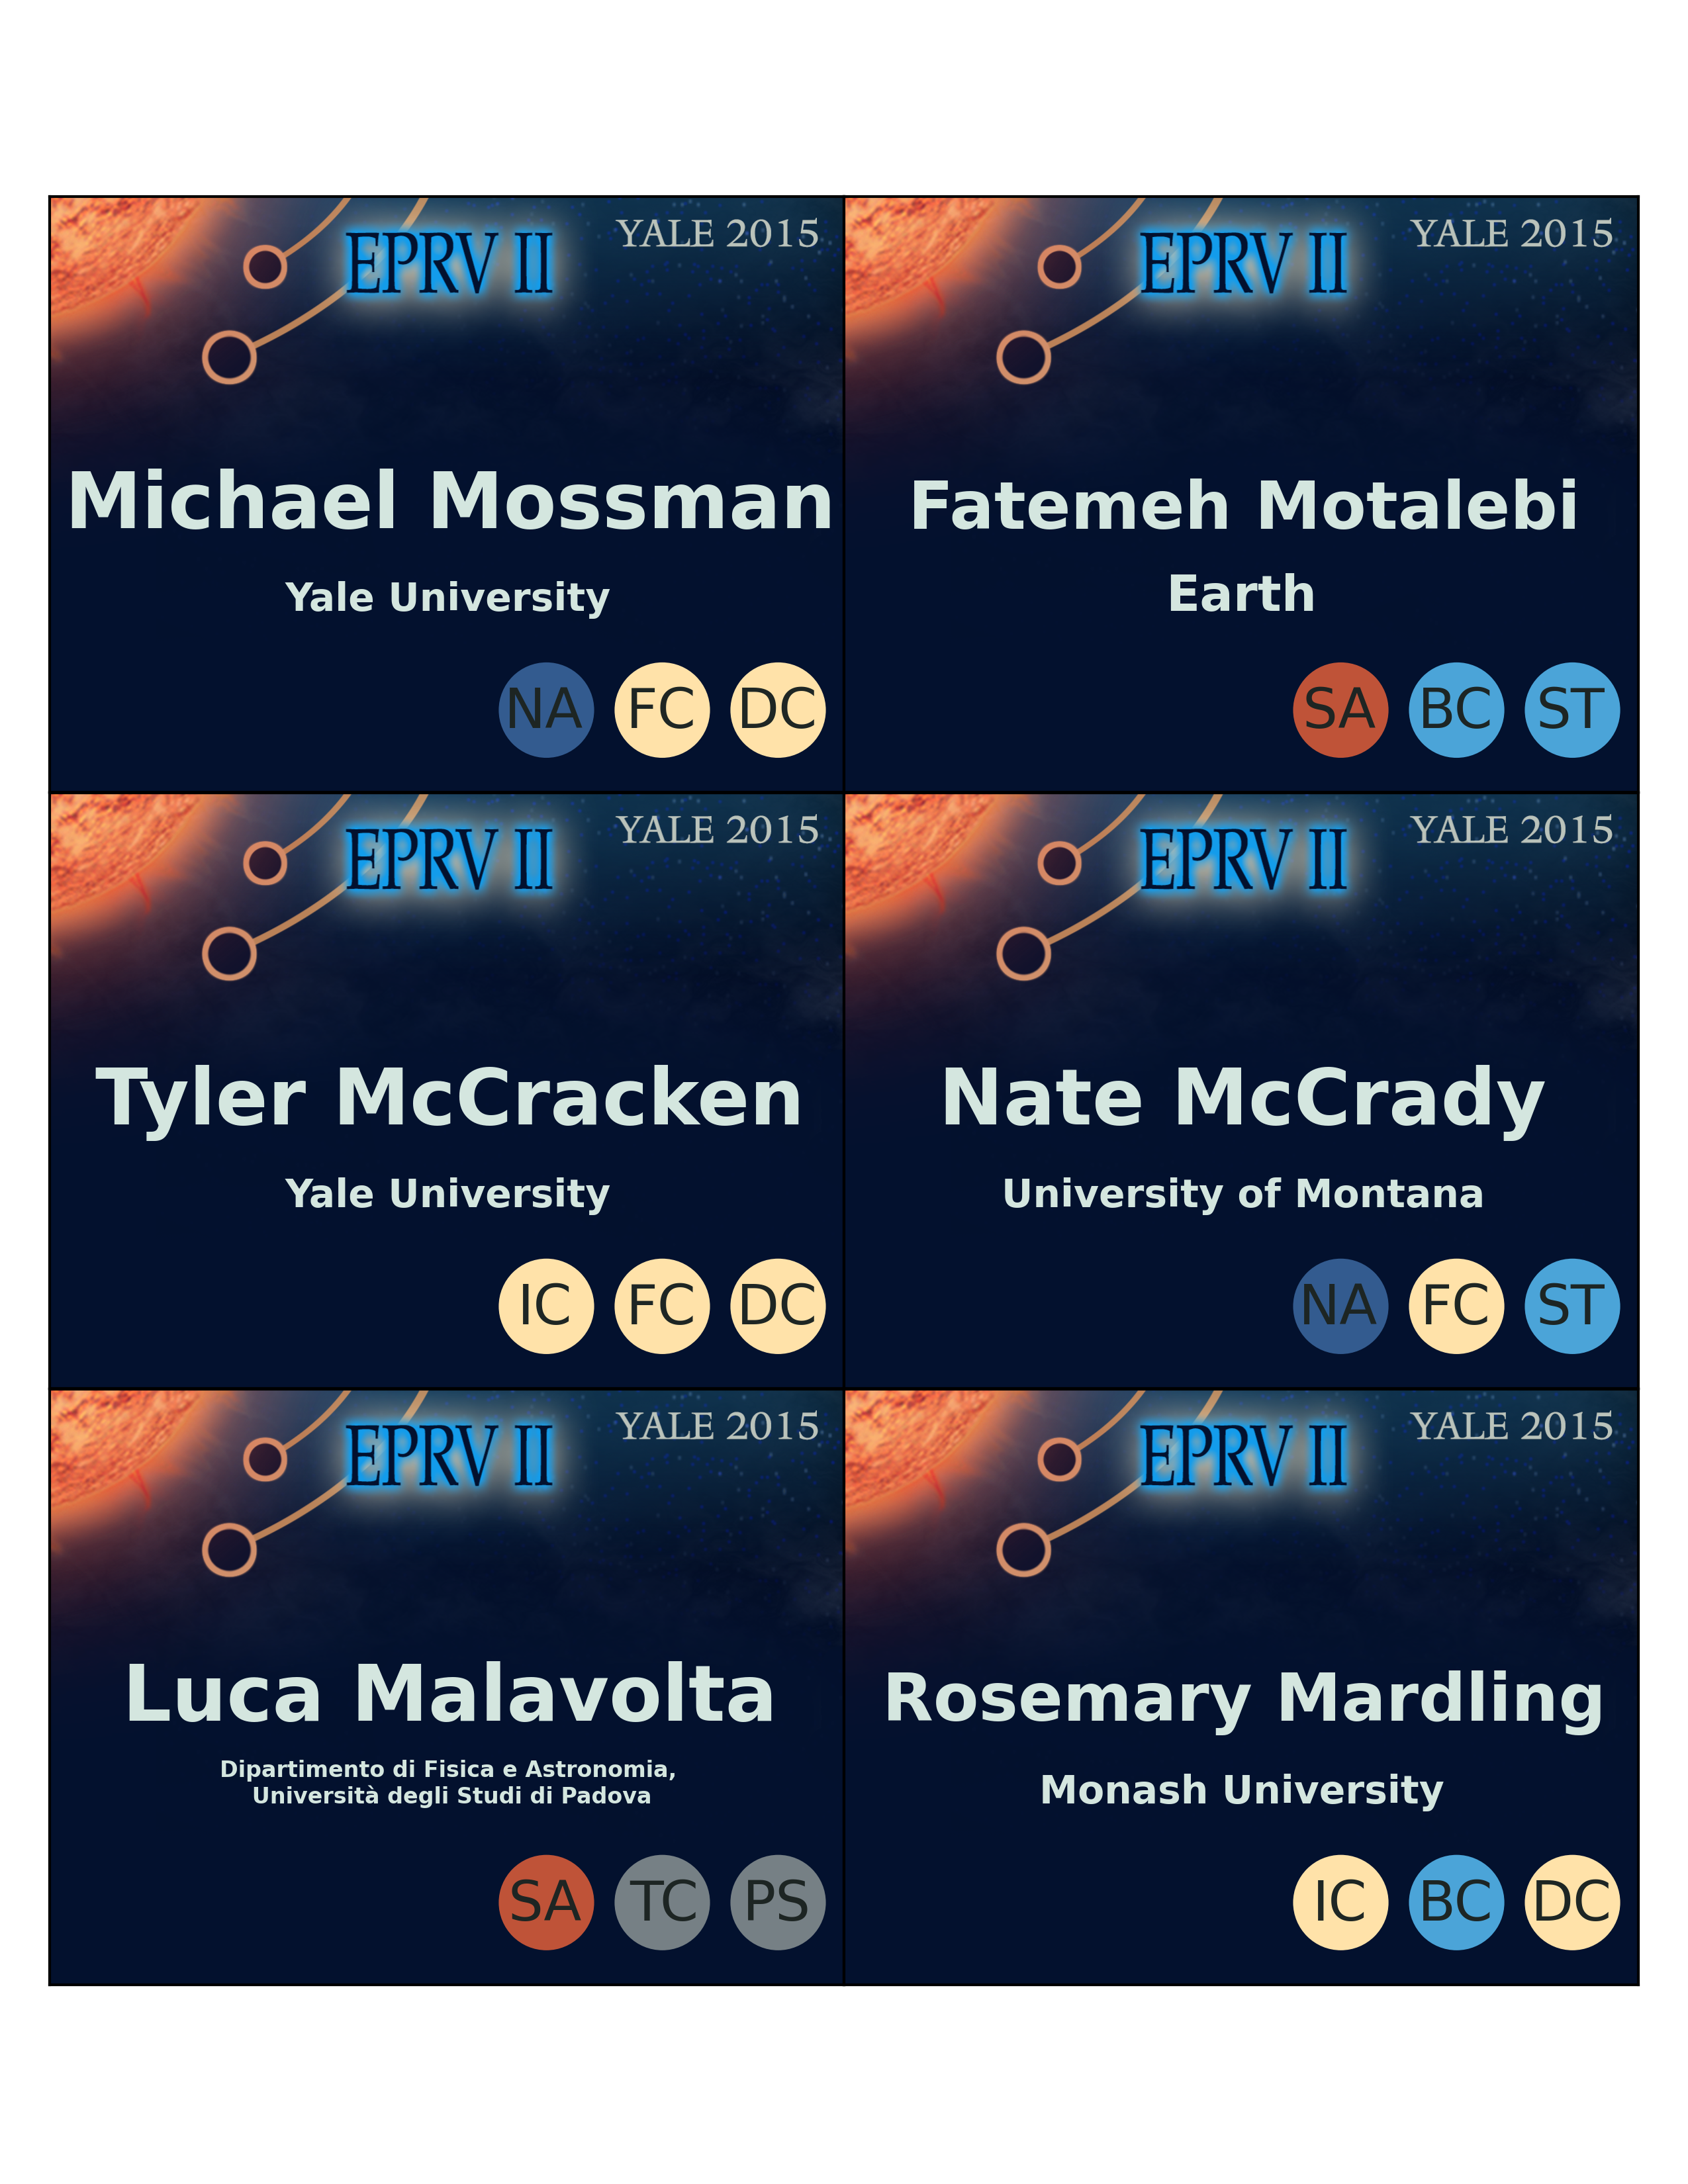 EPRV II
YALE 2015
Michael Mossman
Yale University
NA FC DC
EPRV II
YALE 2015
Fatemeh Motalebi
Earth
SA BC ST
EPRV II
YALE 2015
Tyler McCracken
Yale University
IC FC DC
EPRV II
YALE 2015
Nate McCrady
University of Montana
NA FC ST
EPRV II
YALE 2015
Luca Malavolta
Dipartimento di Fisica e Astronomia,
Università degli Studi di Padova
SA TC PS
EPRV II
YALE 2015
Rosemary Mardling
Monash University
IC BC DC